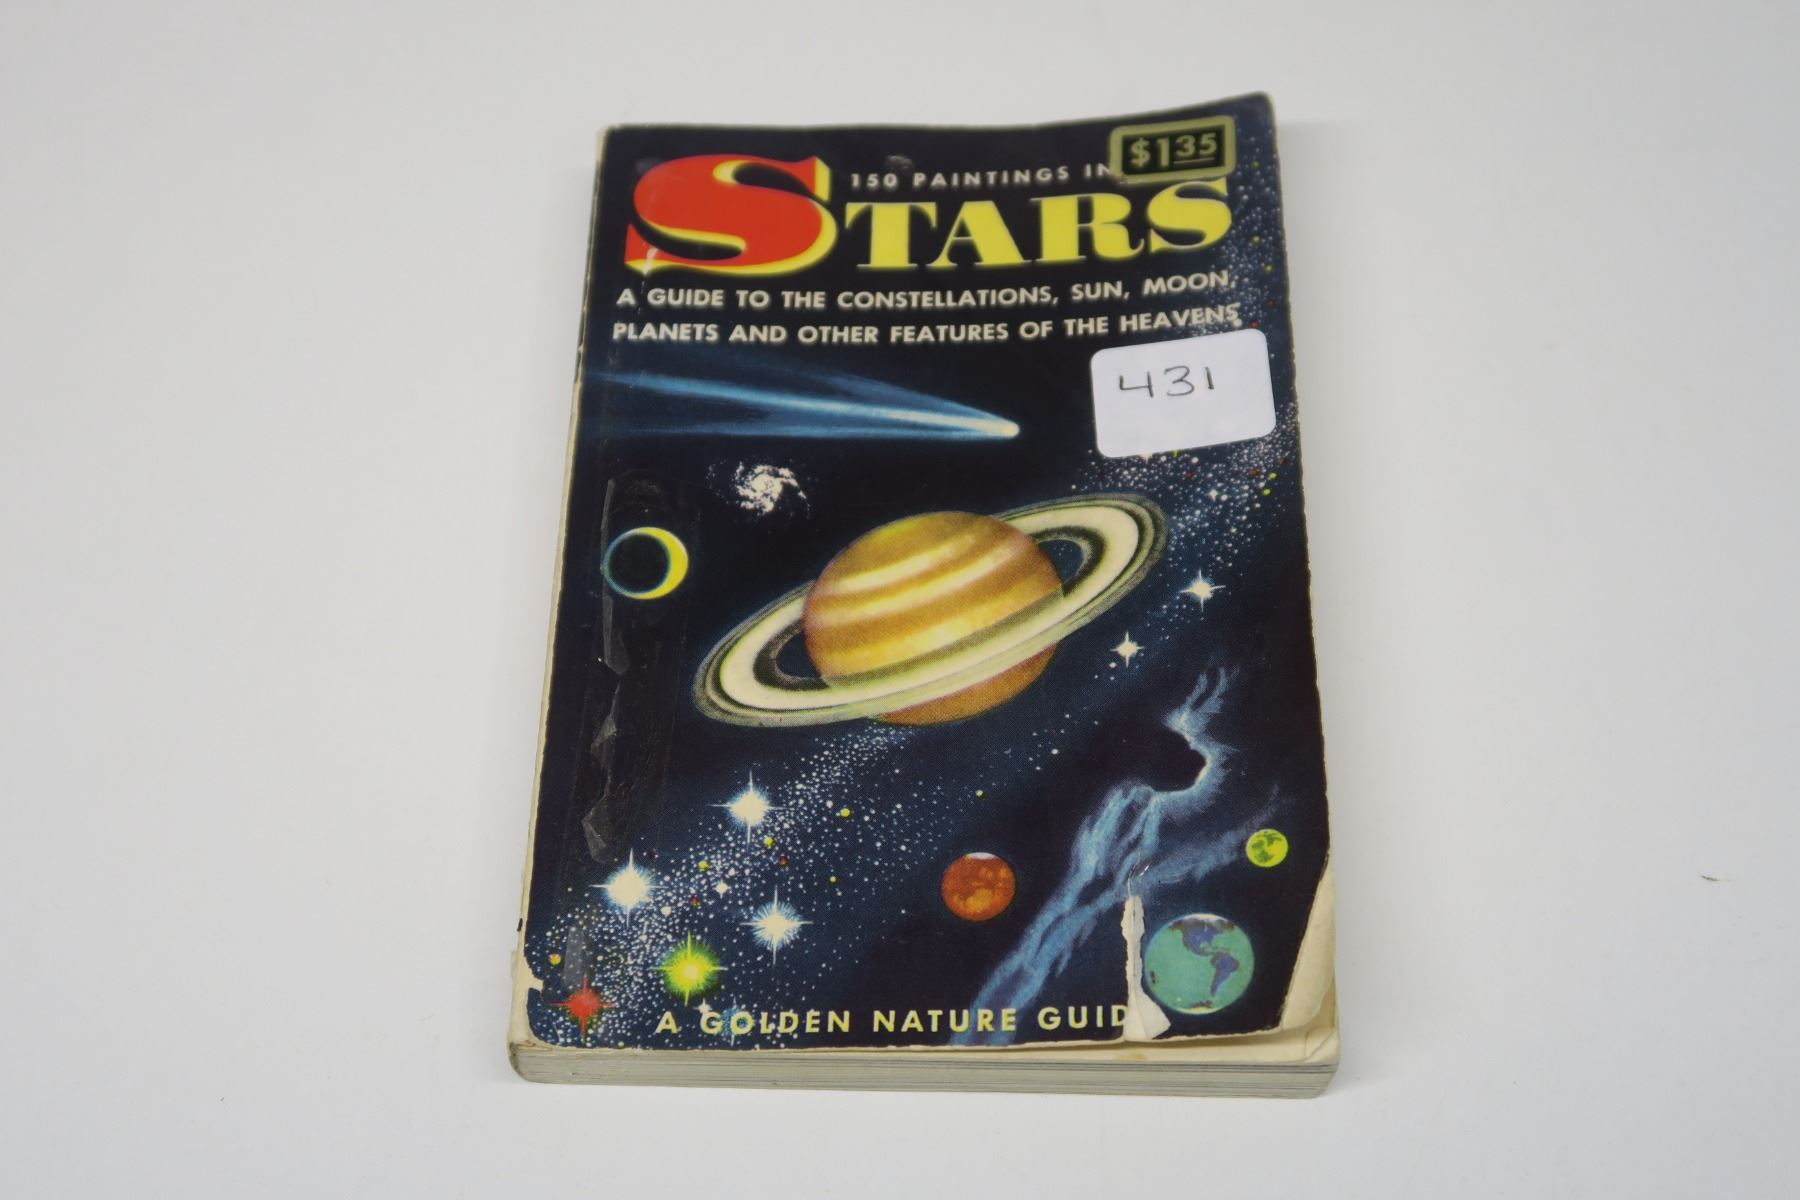 $1.35
150 PAINTINGS IN
STARS
A GUIDE TO THE CONSTELLATIONS, SUN, MOON,
PLANETS AND OTHER FEATURES OF THE HEAVENS
431
A GOLDEN NATURE GUID